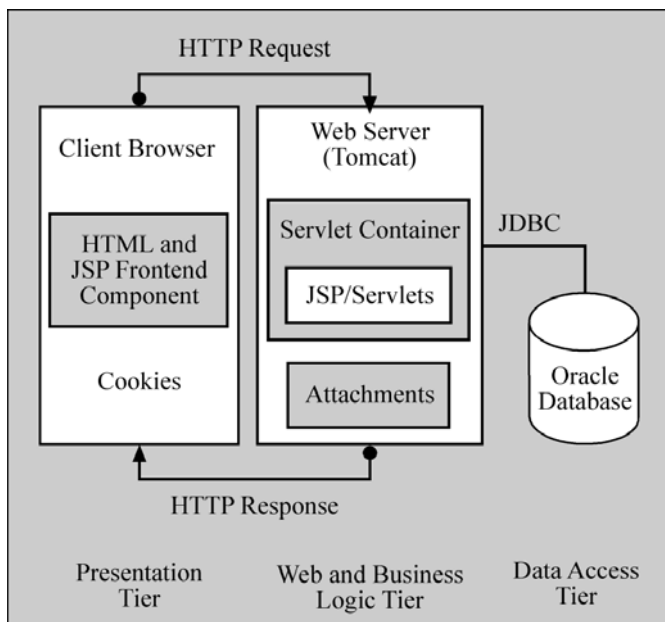 HTTP Request
Client Browser
HTML and
JSP Frontend
Component
Cookies
Web Server
(Tomcat)
Servlet Container
JSP/Servlets
Attachments
JDBC
Oracle
Database
HTTP Response
Presentation
Tier
Web and Business
Logic Tier
Data Access
Tier